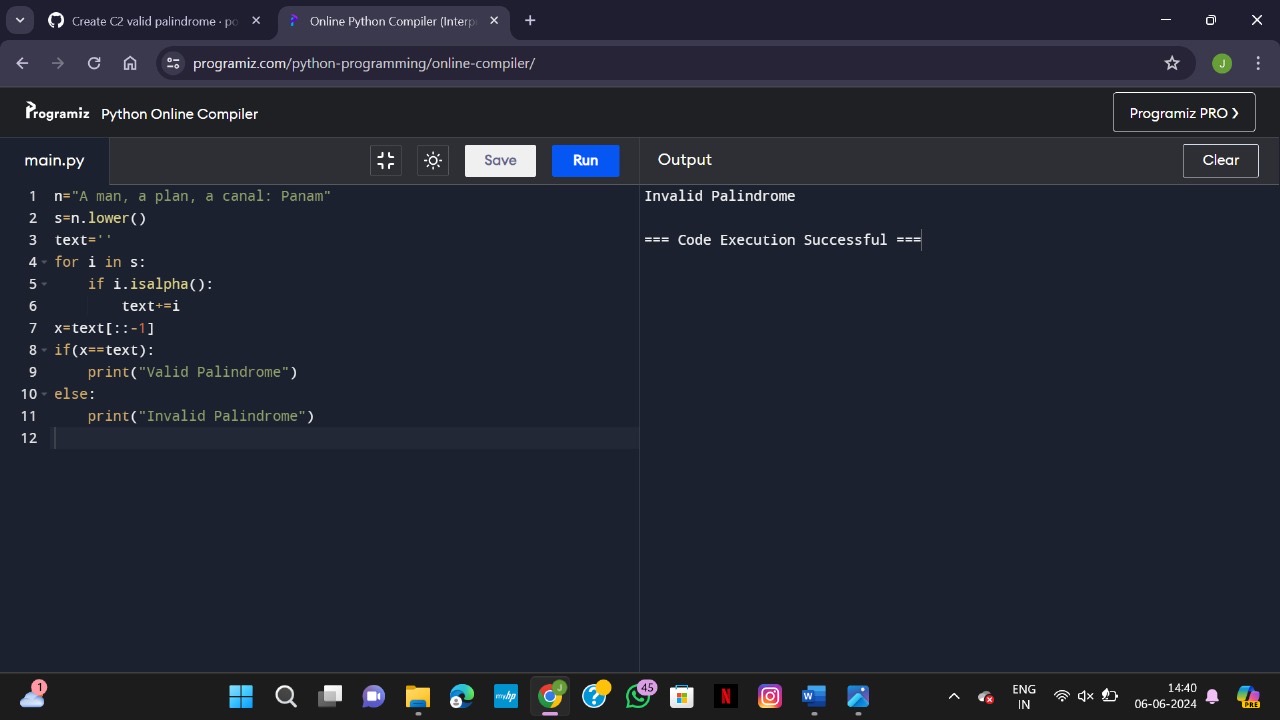 Create C2 valid palindrome · po
Online Python Compiler (Interp
programiz.com/python-programming/online-compiler/
J
Programiz Python Online Compiler
Programiz PRO ❯
main.py
Save
Run
Output
Clear
1 n="A man, a plan, a canal: Panam"
2 s=n.lower()
3 text=''
4 for i in s:
5     if i.isalpha():
6         text+=i
7 x=text[::-1]
8 if(x==text):
9     print("Valid Palindrome")
10 else:
11     print("Invalid Palindrome")
12
Invalid Palindrome
=== Code Execution Successful ===
1
myhp
J
45
N
W
ENG
IN
14:40
06-06-2024
PRE